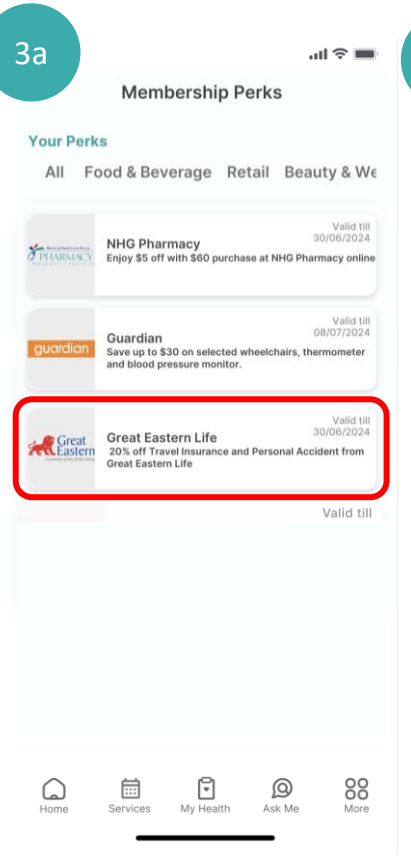 3a
Membership Perks
Your Perks
All Food & Beverage Retail Beauty & We
Valid till
30/06/2024
NHG Pharmacy
Enjoy $5 off with $60 purchase at NHG Pharmacy online
PHARMACY
Valid till
08/07/2024
guardian
Guardian
Save up to $30 on selected wheelchairs, thermometer
and blood pressure monitor.
Valid till
30/06/2024
Great
Eastern
Great Eastern Life
20% off Travel Insurance and Personal Accident from
Great Eastern Life
Valid till
Home Services My Health Ask Me More